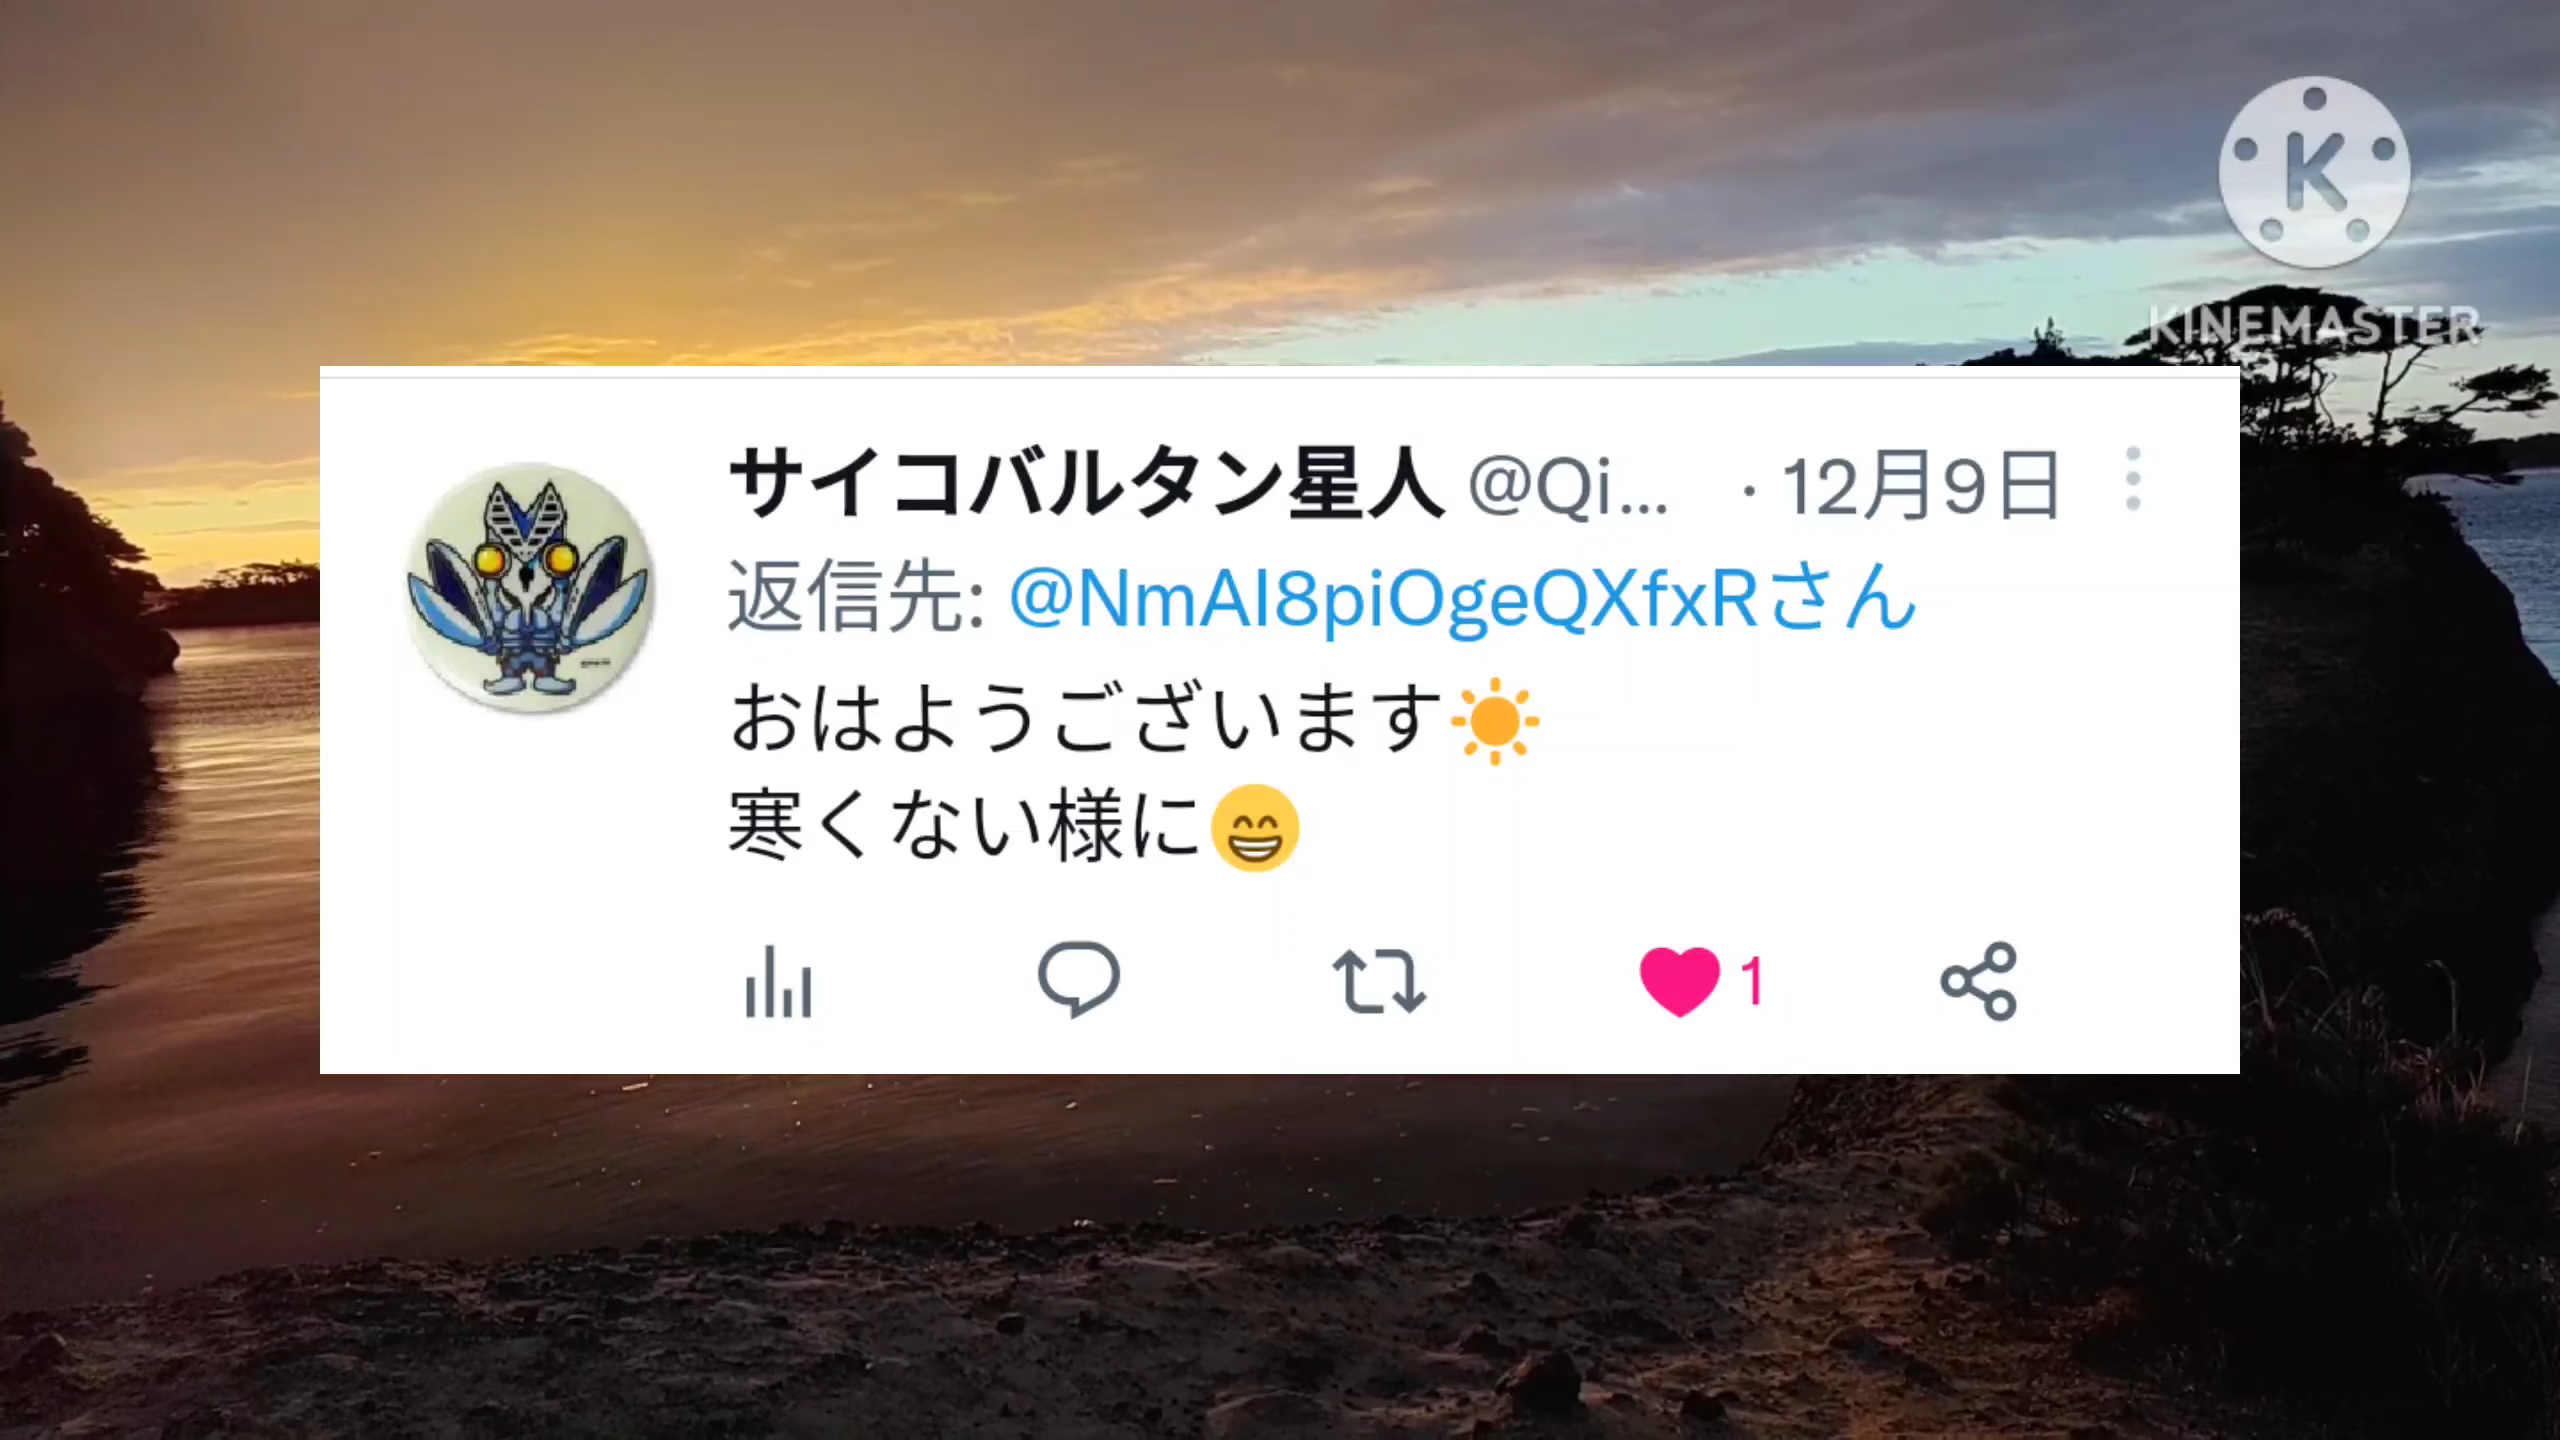 K
KINEMASTER
サイコバルタン星人 @Qi... · 12月9日
返信先: @NmAI8piOgeQXfxRさん
おはようございます☀
寒くない様に😁
1